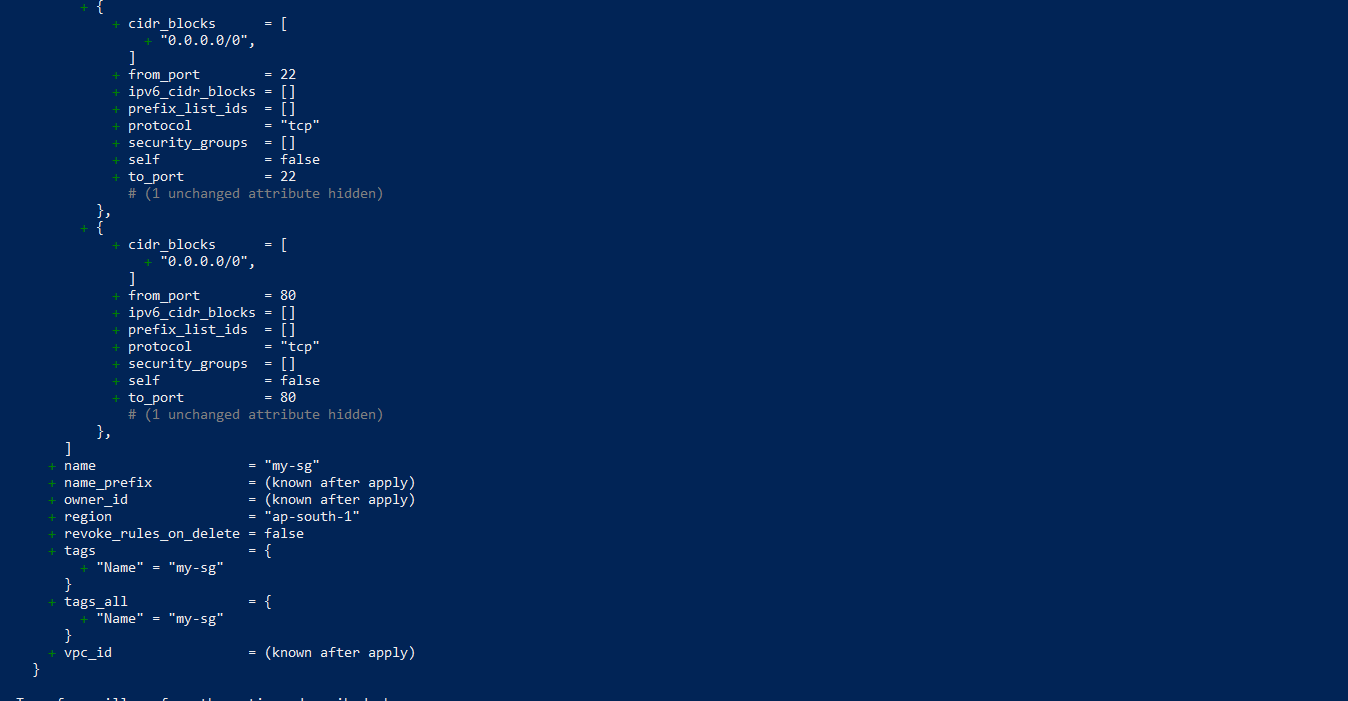 + {
+ cidr_blocks      = [
+ "0.0.0.0/0",
]
+ from_port        = 22
+ ipv6_cidr_blocks = []
+ prefix_list_ids  = []
+ protocol         = "tcp"
+ security_groups  = []
+ self             = false
+ to_port          = 22
# (1 unchanged attribute hidden)
},
+ {
+ cidr_blocks      = [
+ "0.0.0.0/0",
]
+ from_port        = 80
+ ipv6_cidr_blocks = []
+ prefix_list_ids  = []
+ protocol         = "tcp"
+ security_groups  = []
+ self             = false
+ to_port          = 80
# (1 unchanged attribute hidden)
},
]
+ name                   = "my-sg"
+ name_prefix            = (known after apply)
+ owner_id               = (known after apply)
+ region                 = "ap-south-1"
+ revoke_rules_on_delete = false
+ tags                   = {
+ "Name" = "my-sg"
}
+ tags_all               = {
+ "Name" = "my-sg"
}
+ vpc_id                 = (known after apply)
}